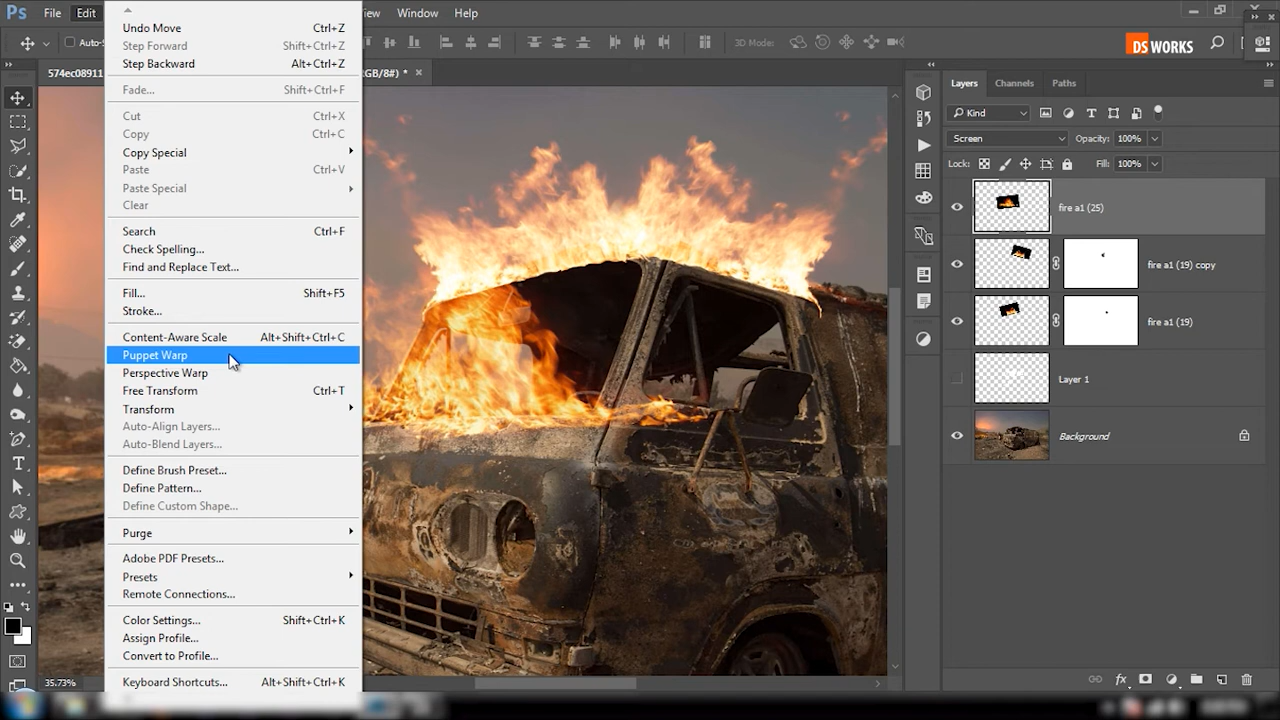 Ps File Edit View Window Help
Undo Move Ctrl+Z
Step Forward Shift+Ctrl+Z
Step Backward Alt+Ctrl+Z
Fade... Shift+Ctrl+F
Cut Ctrl+X
Copy Ctrl+C
Copy Special
Paste Ctrl+V
Paste Special
Clear
Search Ctrl+F
Check Spelling...
Find and Replace Text...
Fill... Shift+F5
Stroke...
Content-Aware Scale Alt+Shift+Ctrl+C
Puppet Warp
Perspective Warp
Free Transform Ctrl+T
Transform
Auto-Align Layers...
Auto-Blend Layers...
Define Brush Preset...
Define Pattern...
Define Custom Shape...
Purge
Adobe PDF Presets...
Presets
Remote Connections...
Color Settings... Shift+Ctrl+K
Assign Profile...
Convert to Profile...
Keyboard Shortcuts... Alt+Shift+Ctrl+K
Auto-S
3D Mode:
DS WORKS
574ec08911
GB/8#) *
35.73%
Layers Channels Paths
Kind
Screen Opacity: 100%
Lock: Fill: 100%
fire a1 (25)
fire a1 (19) copy
fire a1 (19)
Layer 1
Background